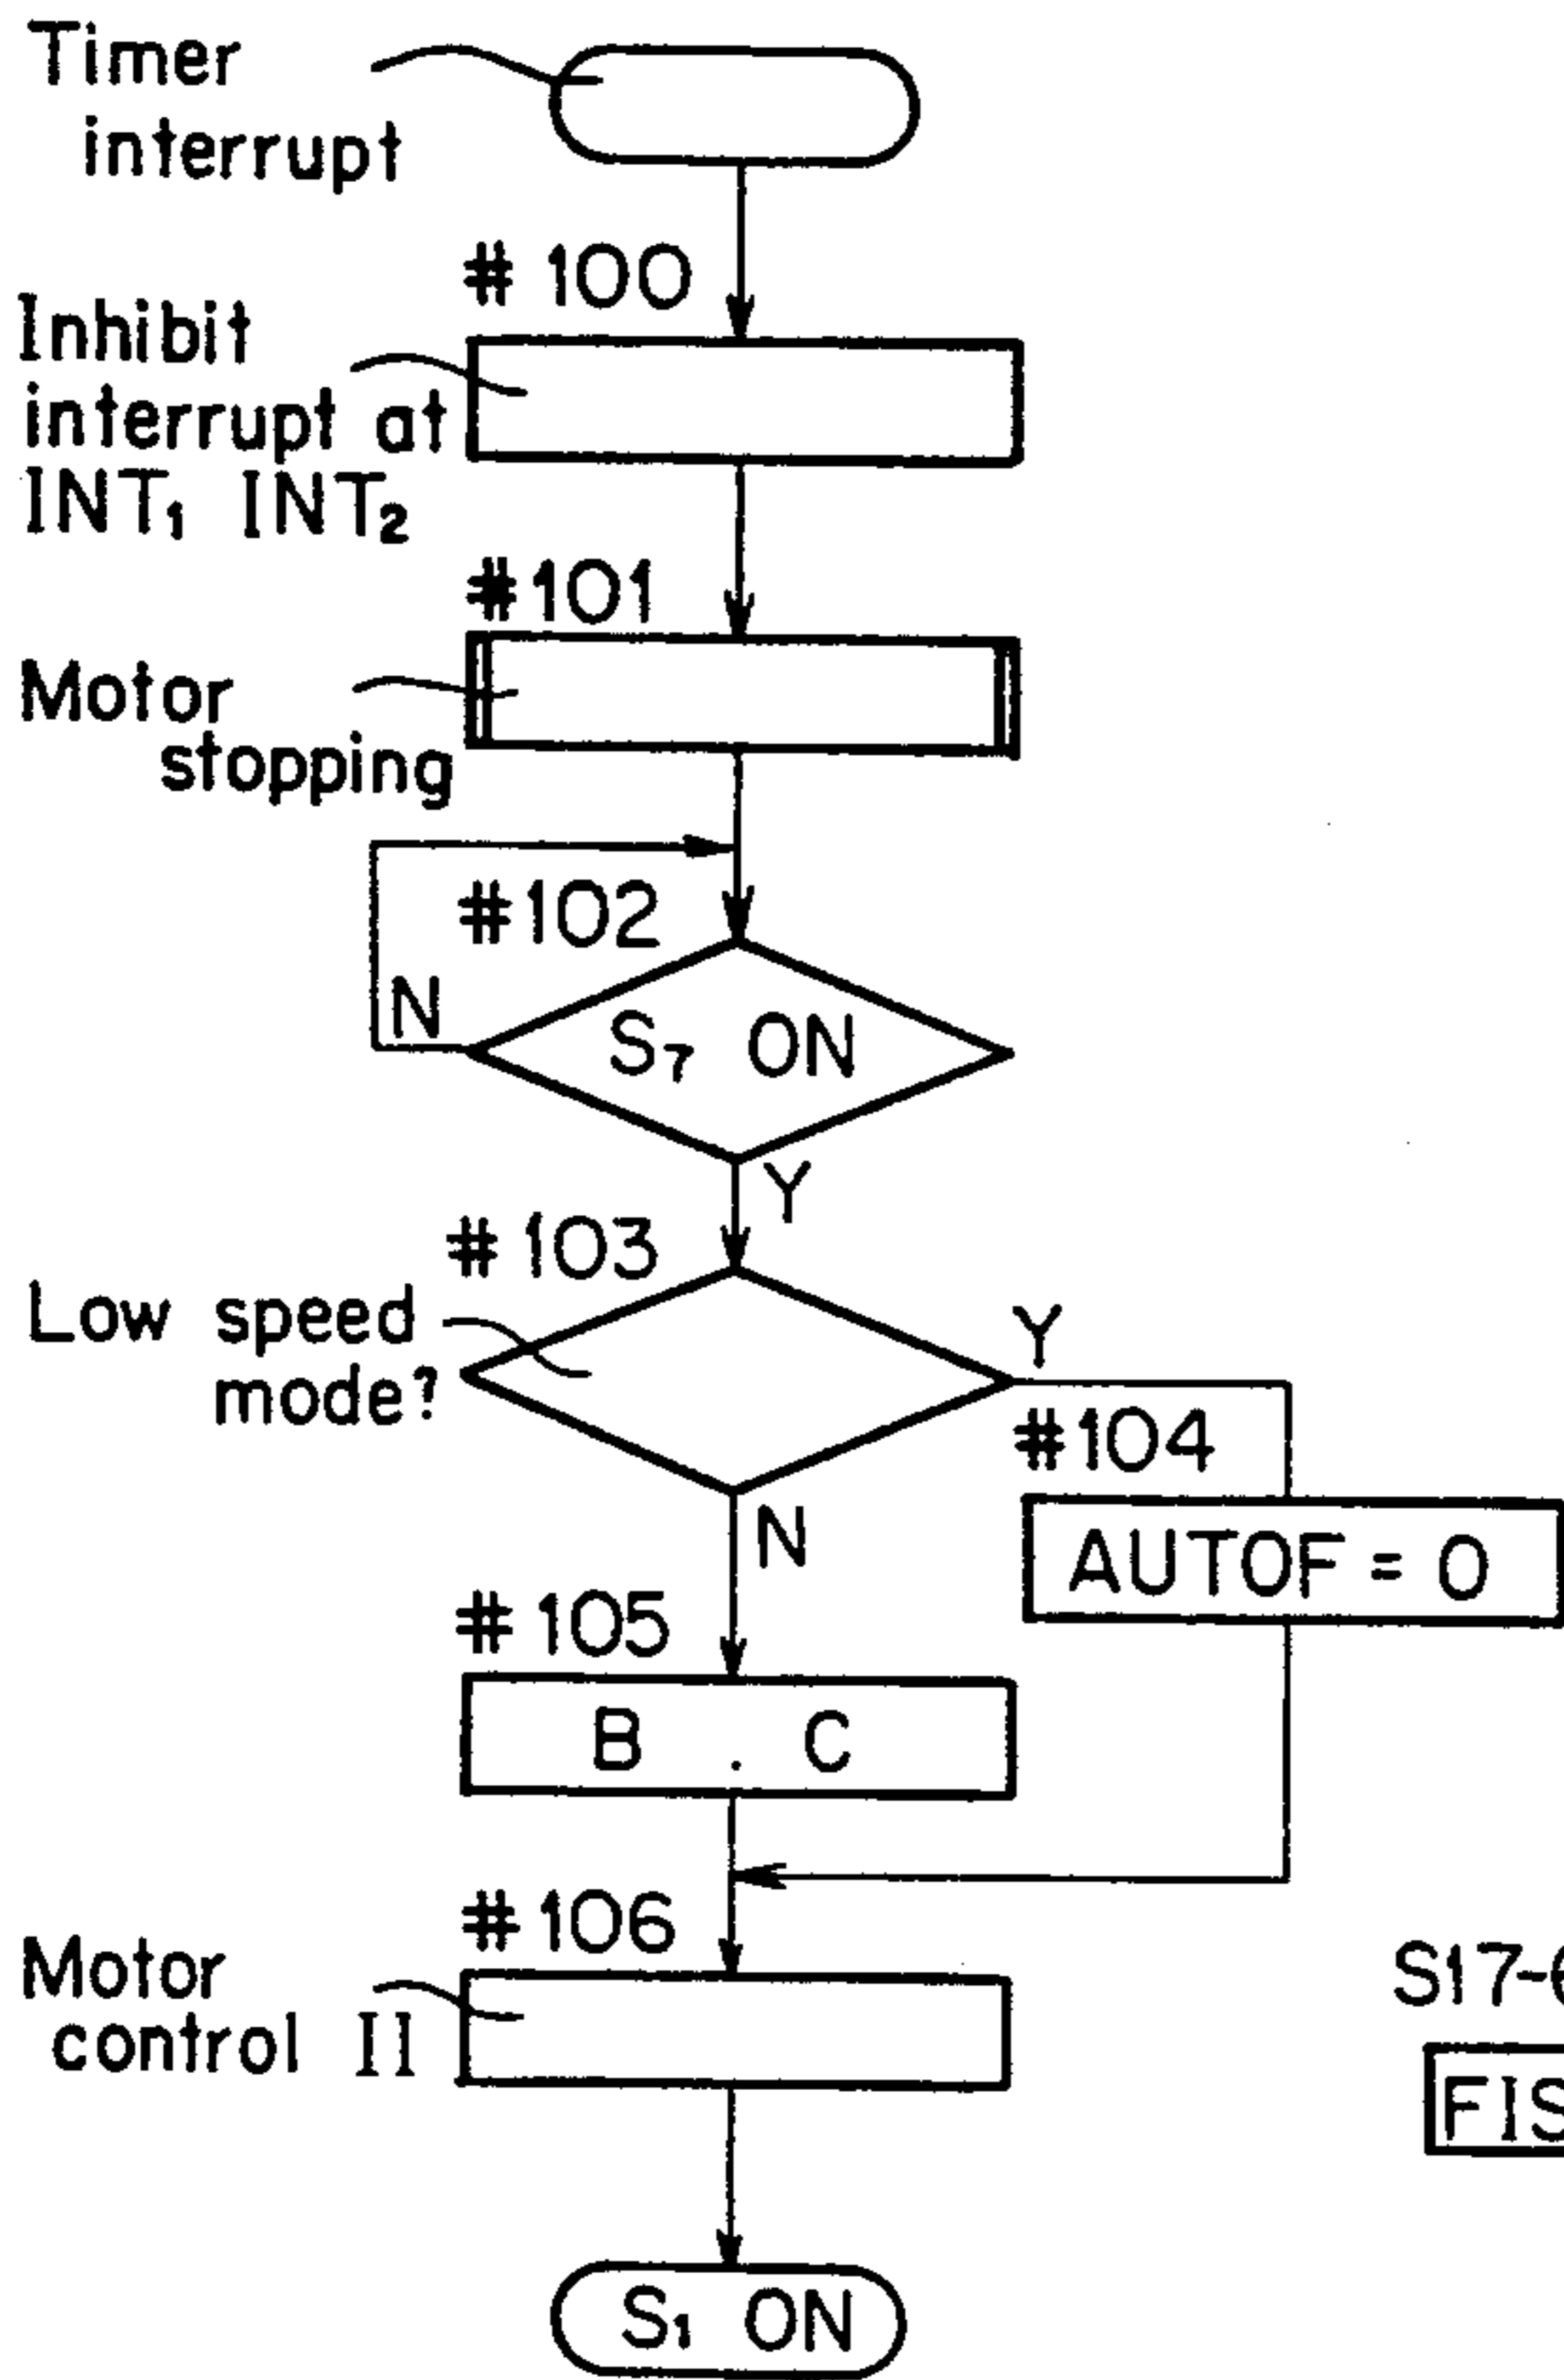 Timer
interrupt
#100
Inhibit
interrupt at
INT₁ INT₂
#101
Motor
stopping
#102
N
S₇ ON
Y
#103
Low speed
mode?
Y
#104
N
AUTOF = 0
#105
B . C
#106
Motor
control II
S₁ ON